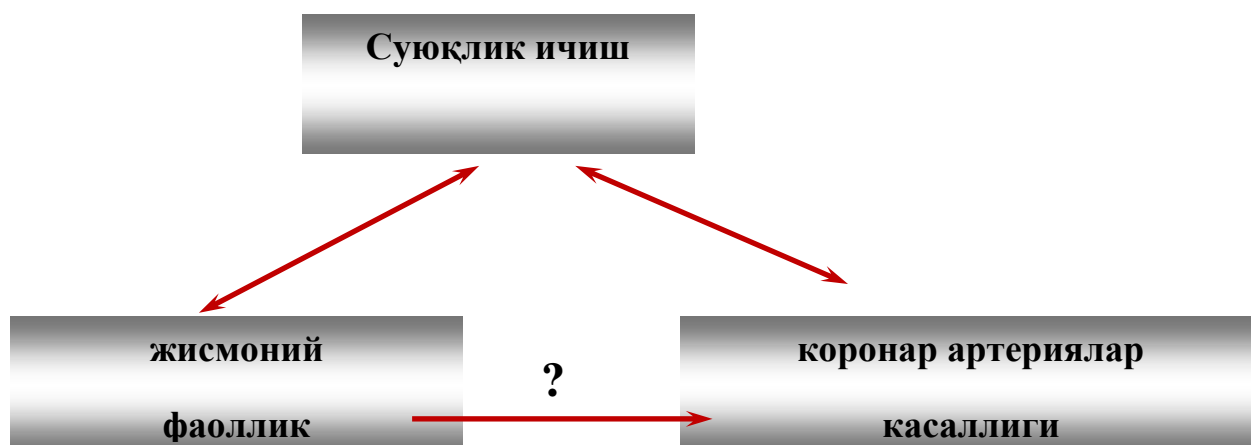 Суюқлик ичиш
жисмоний
фаоллик
?
коронар артериялар
касаллиги